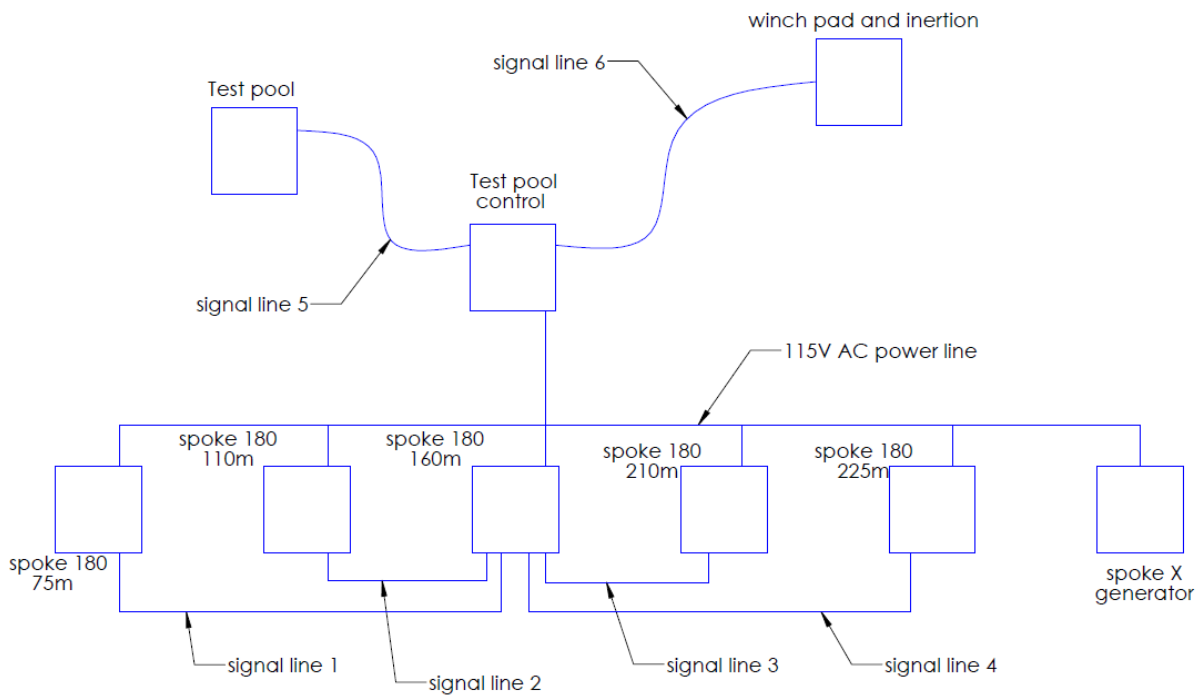 winch pad and inertion
signal line 6
Test pool
Test pool
control
signal line 5
115V AC power line
spoke 180
110m
spoke 180
160m
spoke 180
210m
spoke 180
225m
spoke 180
75m
spoke X
generator
signal line 1
signal line 2
signal line 3
signal line 4